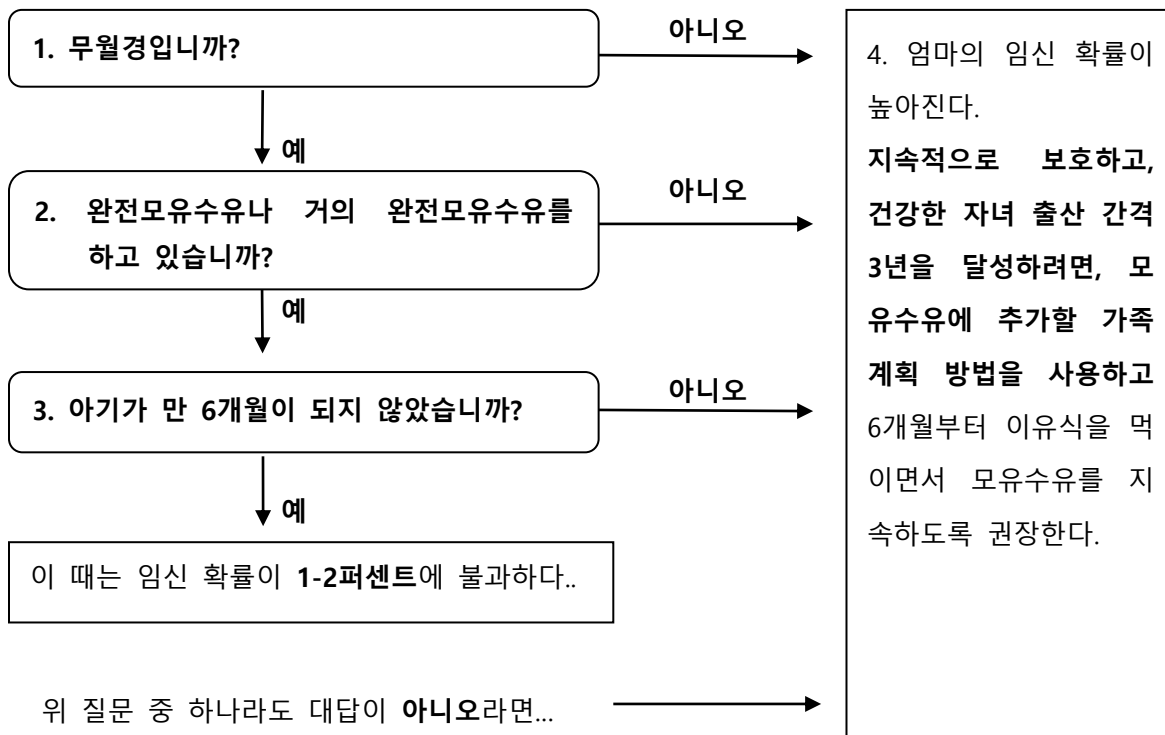 1. 무월경입니까?
아니오
예
2. 완전모유수유나 거의 완전모유수유를
하고 있습니까?
아니오
예
3. 아기가 만 6개월이 되지 않았습니까?
아니오
예
이 때는 임신 확률이 1-2퍼센트에 불과하다..
위 질문 중 하나라도 대답이 아니오라면...
4. 엄마의 임신 확률이
높아진다.
지속적으로 보호하고,
건강한 자녀 출산 간격
3년을 달성하려면, 모
유수유에 추가할 가족
계획 방법을 사용하고
6개월부터 이유식을 먹
이면서 모유수유를 지
속하도록 권장한다.